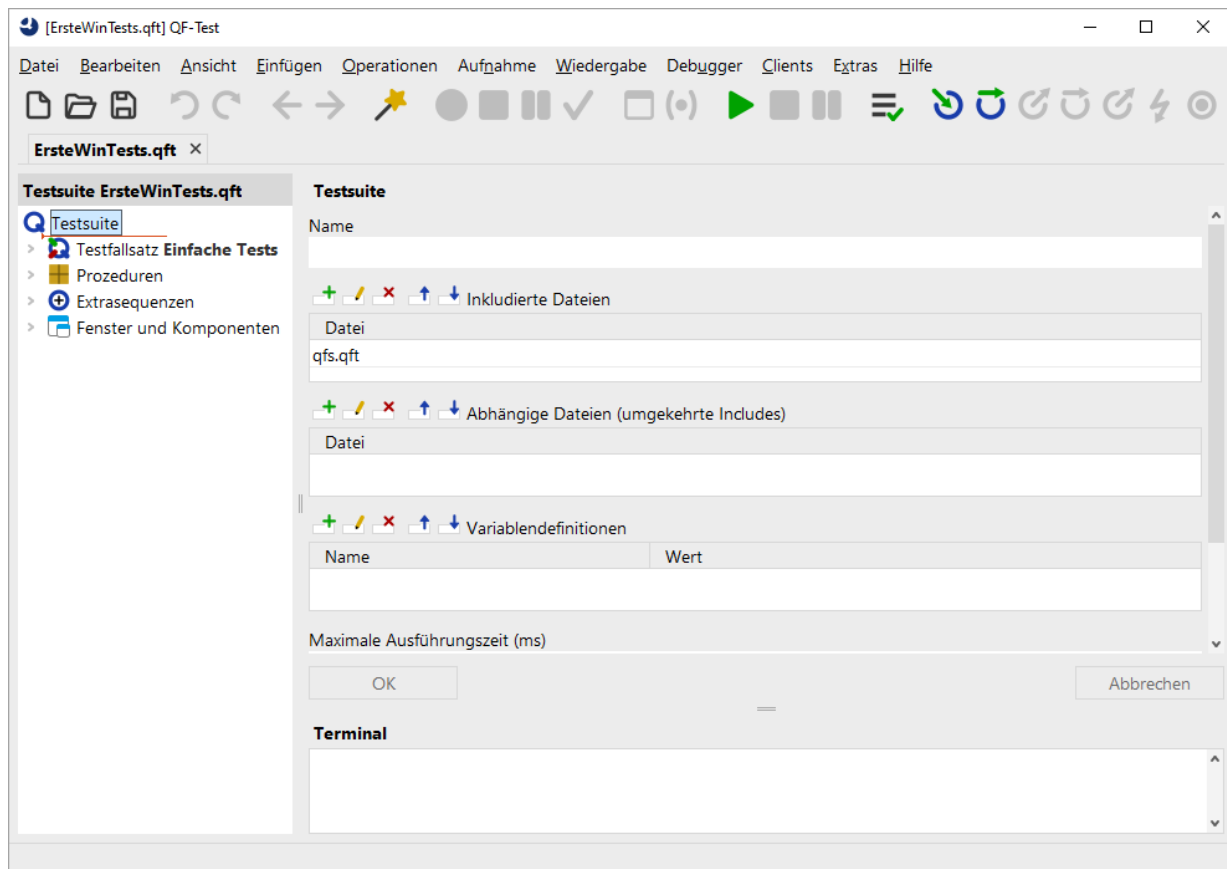 [ErsteWinTests.qft] QF-Test
Datei Bearbeiten Ansicht Einfügen Operationen Aufnahme Wiedergabe Debugger Clients Extras Hilfe
ErsteWinTests.qft
Testsuite ErsteWinTests.qft
Testsuite
Testfallsatz Einfache Tests
Prozeduren
Extrasequenzen
Fenster und Komponenten
Testsuite
Name
Inkludierte Dateien
Datei
qfs.qft
Abhängige Dateien (umgekehrte Includes)
Datei
Variablendefinitionen
Name Wert
Maximale Ausführungszeit (ms)
OK Abbrechen
Terminal